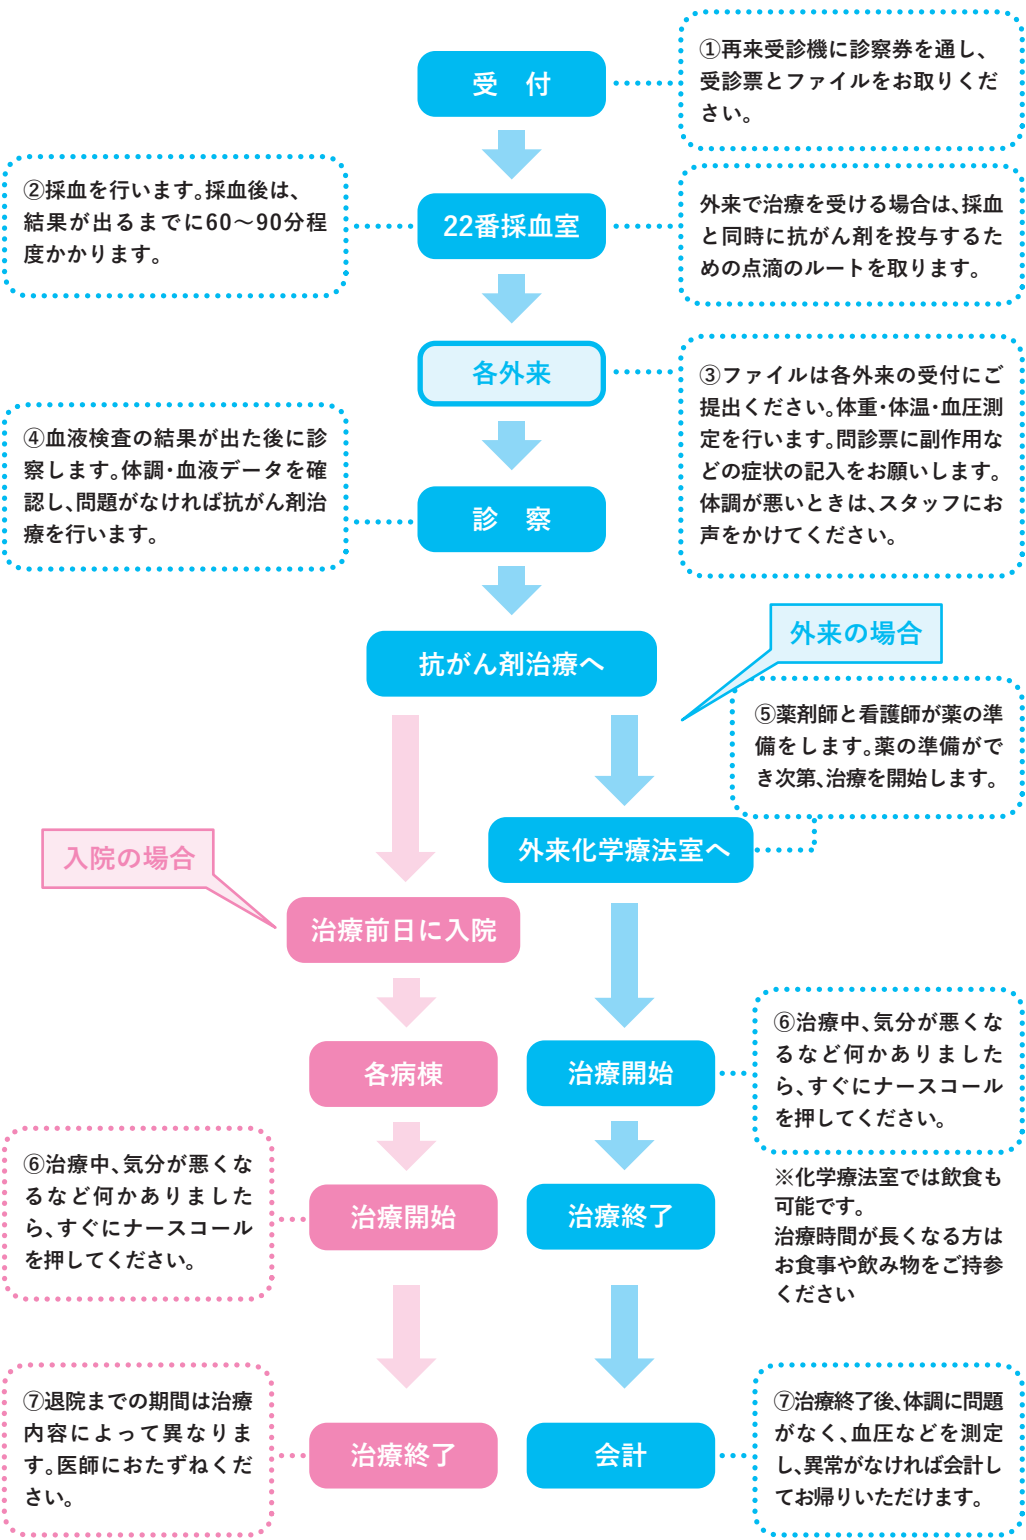 受　付
①再来受診機に診察券を通し、
受診票とファイルをお取りくだ
さい。
②採血を行います。採血後は、
結果が出るまでに60〜90分程
度かかります。
22番採血室
外来で治療を受ける場合は、採血
と同時に抗がん剤を投与するた
めの点滴のルートを取ります。
各外来
③ファイルは各外来の受付にご
提出ください。体重・体温・血圧測
定を行います。問診票に副作用な
どの症状の記入をお願いします。
体調が悪いときは、スタッフにお
声をかけてください。
④血液検査の結果が出た後に診
察します。体調・血液データを確
認し、問題がなければ抗がん剤治
療を行います。
診　察
抗がん剤治療へ
外来の場合
⑤薬剤師と看護師が薬の準
備をします。薬の準備がで
き次第、治療を開始します。
外来化学療法室へ
入院の場合
治療前日に入院
各病棟
治療開始
⑥治療中、気分が悪くな
るなど何かありました
ら、すぐにナースコール
を押してください。
※化学療法室では飲食も
可能です。
治療時間が長くなる方は
お食事や飲み物をご持参
ください
⑥治療中、気分が悪くな
るなど何かありました
ら、すぐにナースコール
を押してください。
治療開始
治療終了
⑦退院までの期間は治療
内容によって異なりま
す。医師におたずねくだ
さい。
治療終了
会計
⑦治療終了後、体調に問題
がなく、血圧などを測定
し、異常がなければ会計し
てお帰りいただけます。